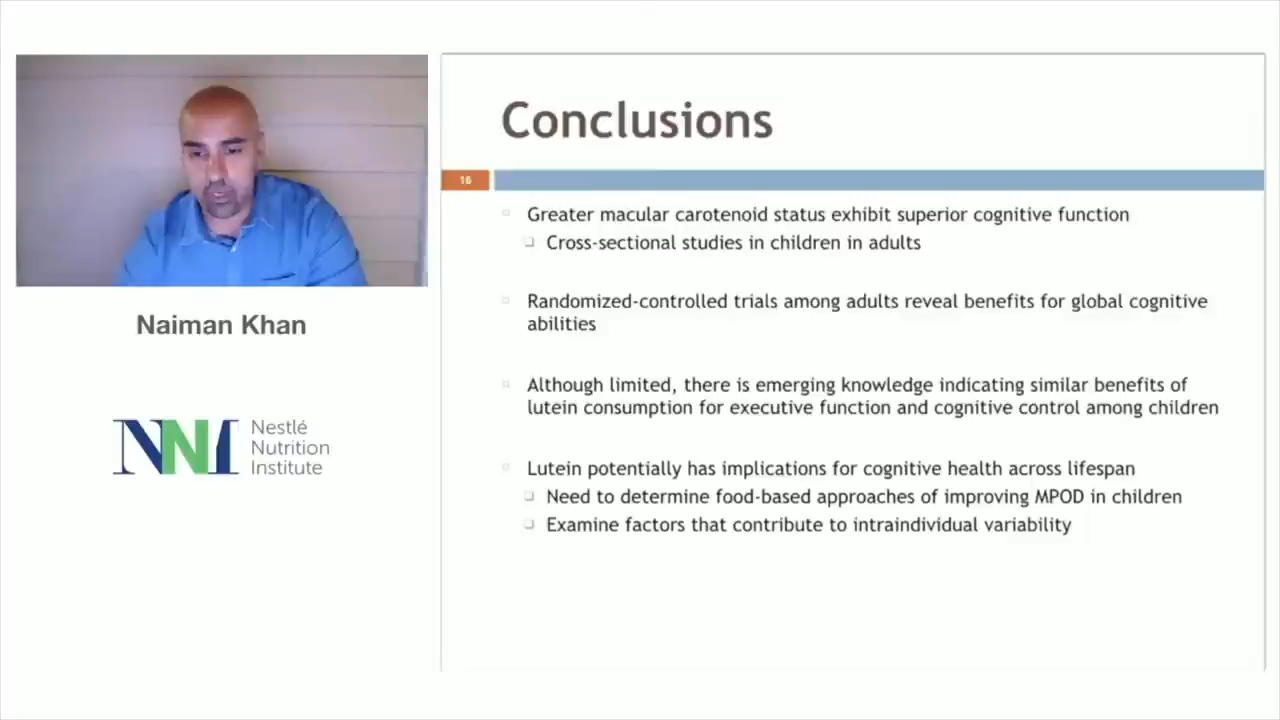 Naiman Khan
NNI
Nestlé
Nutrition
Institute
Conclusions
16
Greater macular carotenoid status exhibit superior cognitive function
Cross-sectional studies in children in adults
Randomized-controlled trials among adults reveal benefits for global cognitive
abilities
Although limited, there is emerging knowledge indicating similar benefits of
lutein consumption for executive function and cognitive control among children
Lutein potentially has implications for cognitive health across lifespan
Need to determine food-based approaches of improving MPOD in children
Examine factors that contribute to intraindividual variability